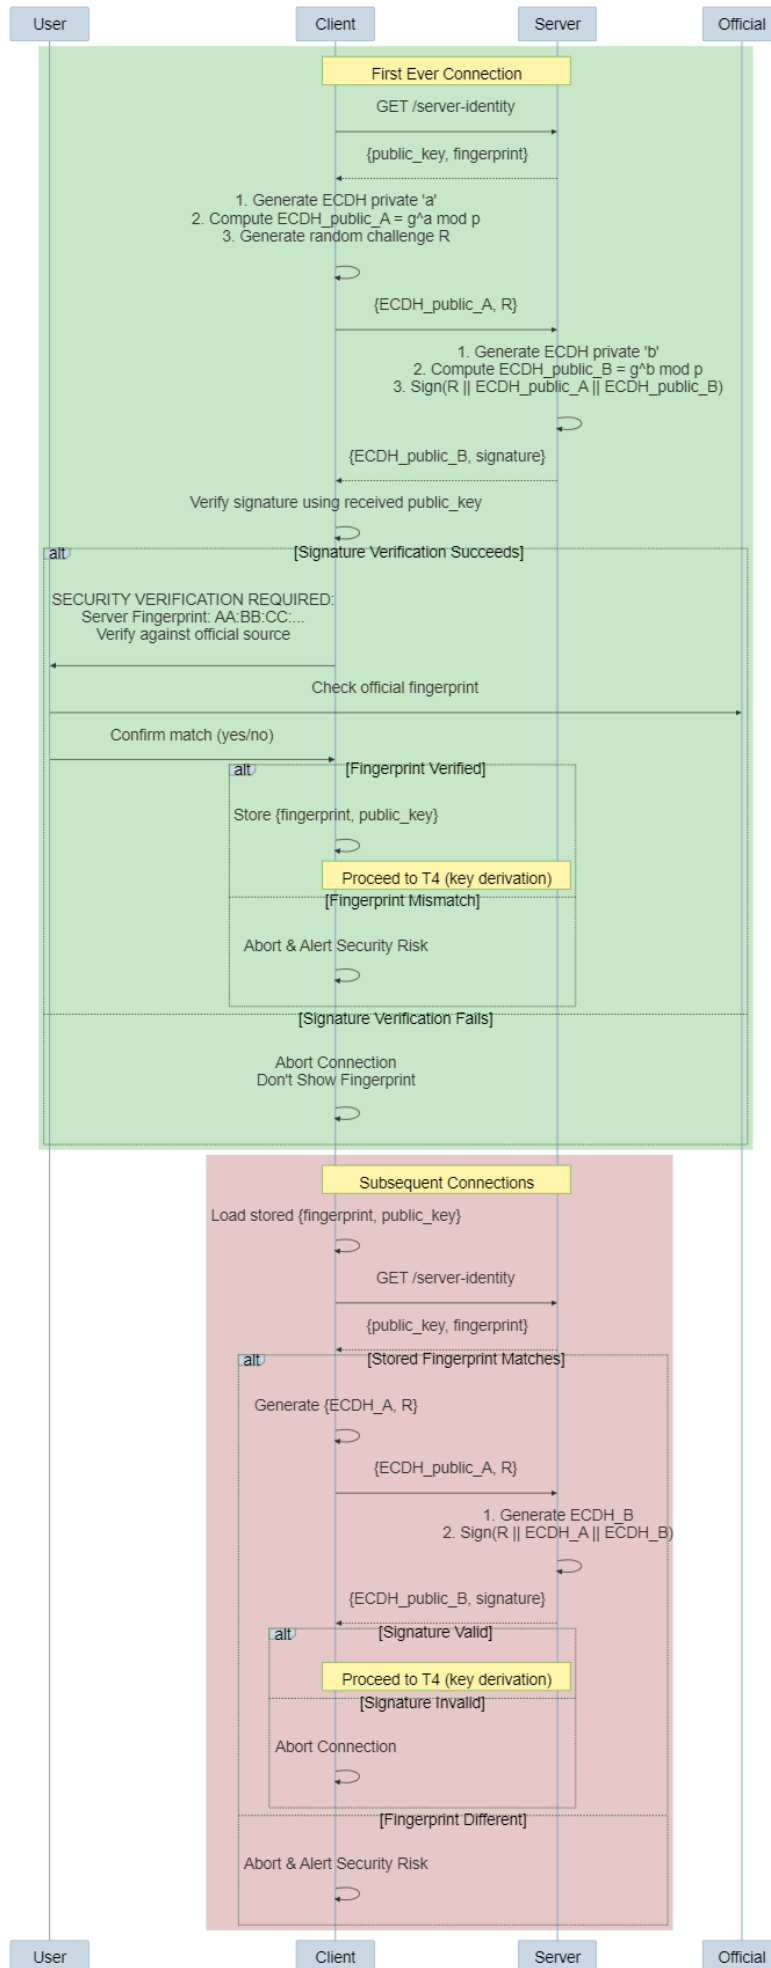 User Client Server Official
First Ever Connection
GET /server-identity
{public_key, fingerprint}
1. Generate ECDH private 'a'
2. Compute ECDH_public_A = g^a mod p
3. Generate random challenge R
{ECDH_public_A, R}
1. Generate ECDH private 'b'
2. Compute ECDH_public_B = g^b mod p
3. Sign(R || ECDH_public_A || ECDH_public_B)
{ECDH_public_B, signature}
Verify signature using received public_key
alt [Signature Verification Succeeds]
SECURITY VERIFICATION REQUIRED:
Server Fingerprint: AA:BB:CC:...
Verify against official source
Check official fingerprint
Confirm match (yes/no)
alt [Fingerprint Verified]
Store {fingerprint, public_key}
Proceed to T4 (key derivation)
[Fingerprint Mismatch]
Abort & Alert Security Risk
[Signature Verification Fails]
Abort Connection
Don't Show Fingerprint
Subsequent Connections
Load stored {fingerprint, public_key}
GET /server-identity
{public_key, fingerprint}
alt [Stored Fingerprint Matches]
Generate {ECDH_A, R}
{ECDH_public_A, R}
1. Generate ECDH_B
2. Sign(R || ECDH_A || ECDH_B)
{ECDH_public_B, signature}
alt [Signature Valid]
Proceed to T4 (key derivation)
[Signature Invalid]
Abort Connection
[Fingerprint Different]
Abort & Alert Security Risk
User Client Server Official